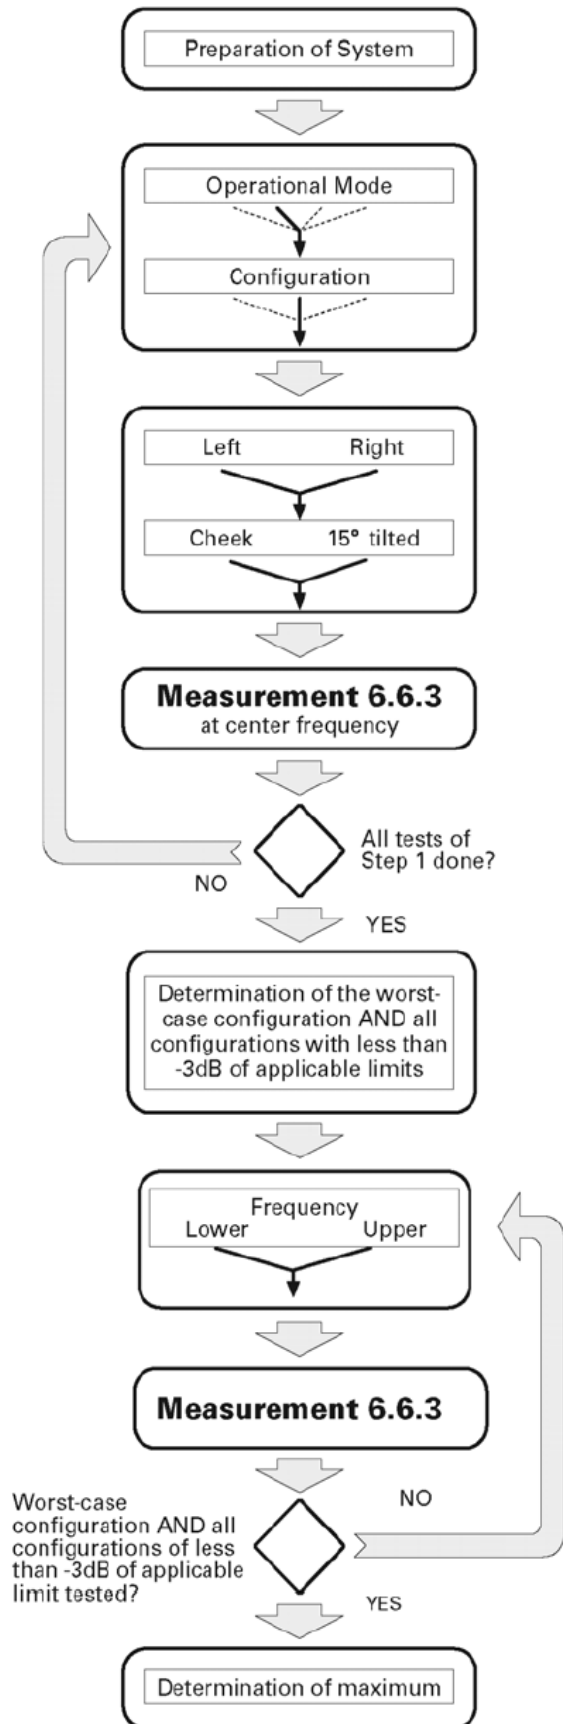 Preparation of System
Operational Mode
Configuration
Left Right
Cheek 15° tilted
Measurement 6.6.3
at center frequency
All tests of
Step 1 done?
NO
YES
Determination of the worst-
case configuration AND all
configurations with less than
-3dB of applicable limits
Frequency
Lower Upper
Measurement 6.6.3
NO
Worst-case
configuration AND all
configurations of less
than -3dB of applicable
limit tested?
YES
Determination of maximum